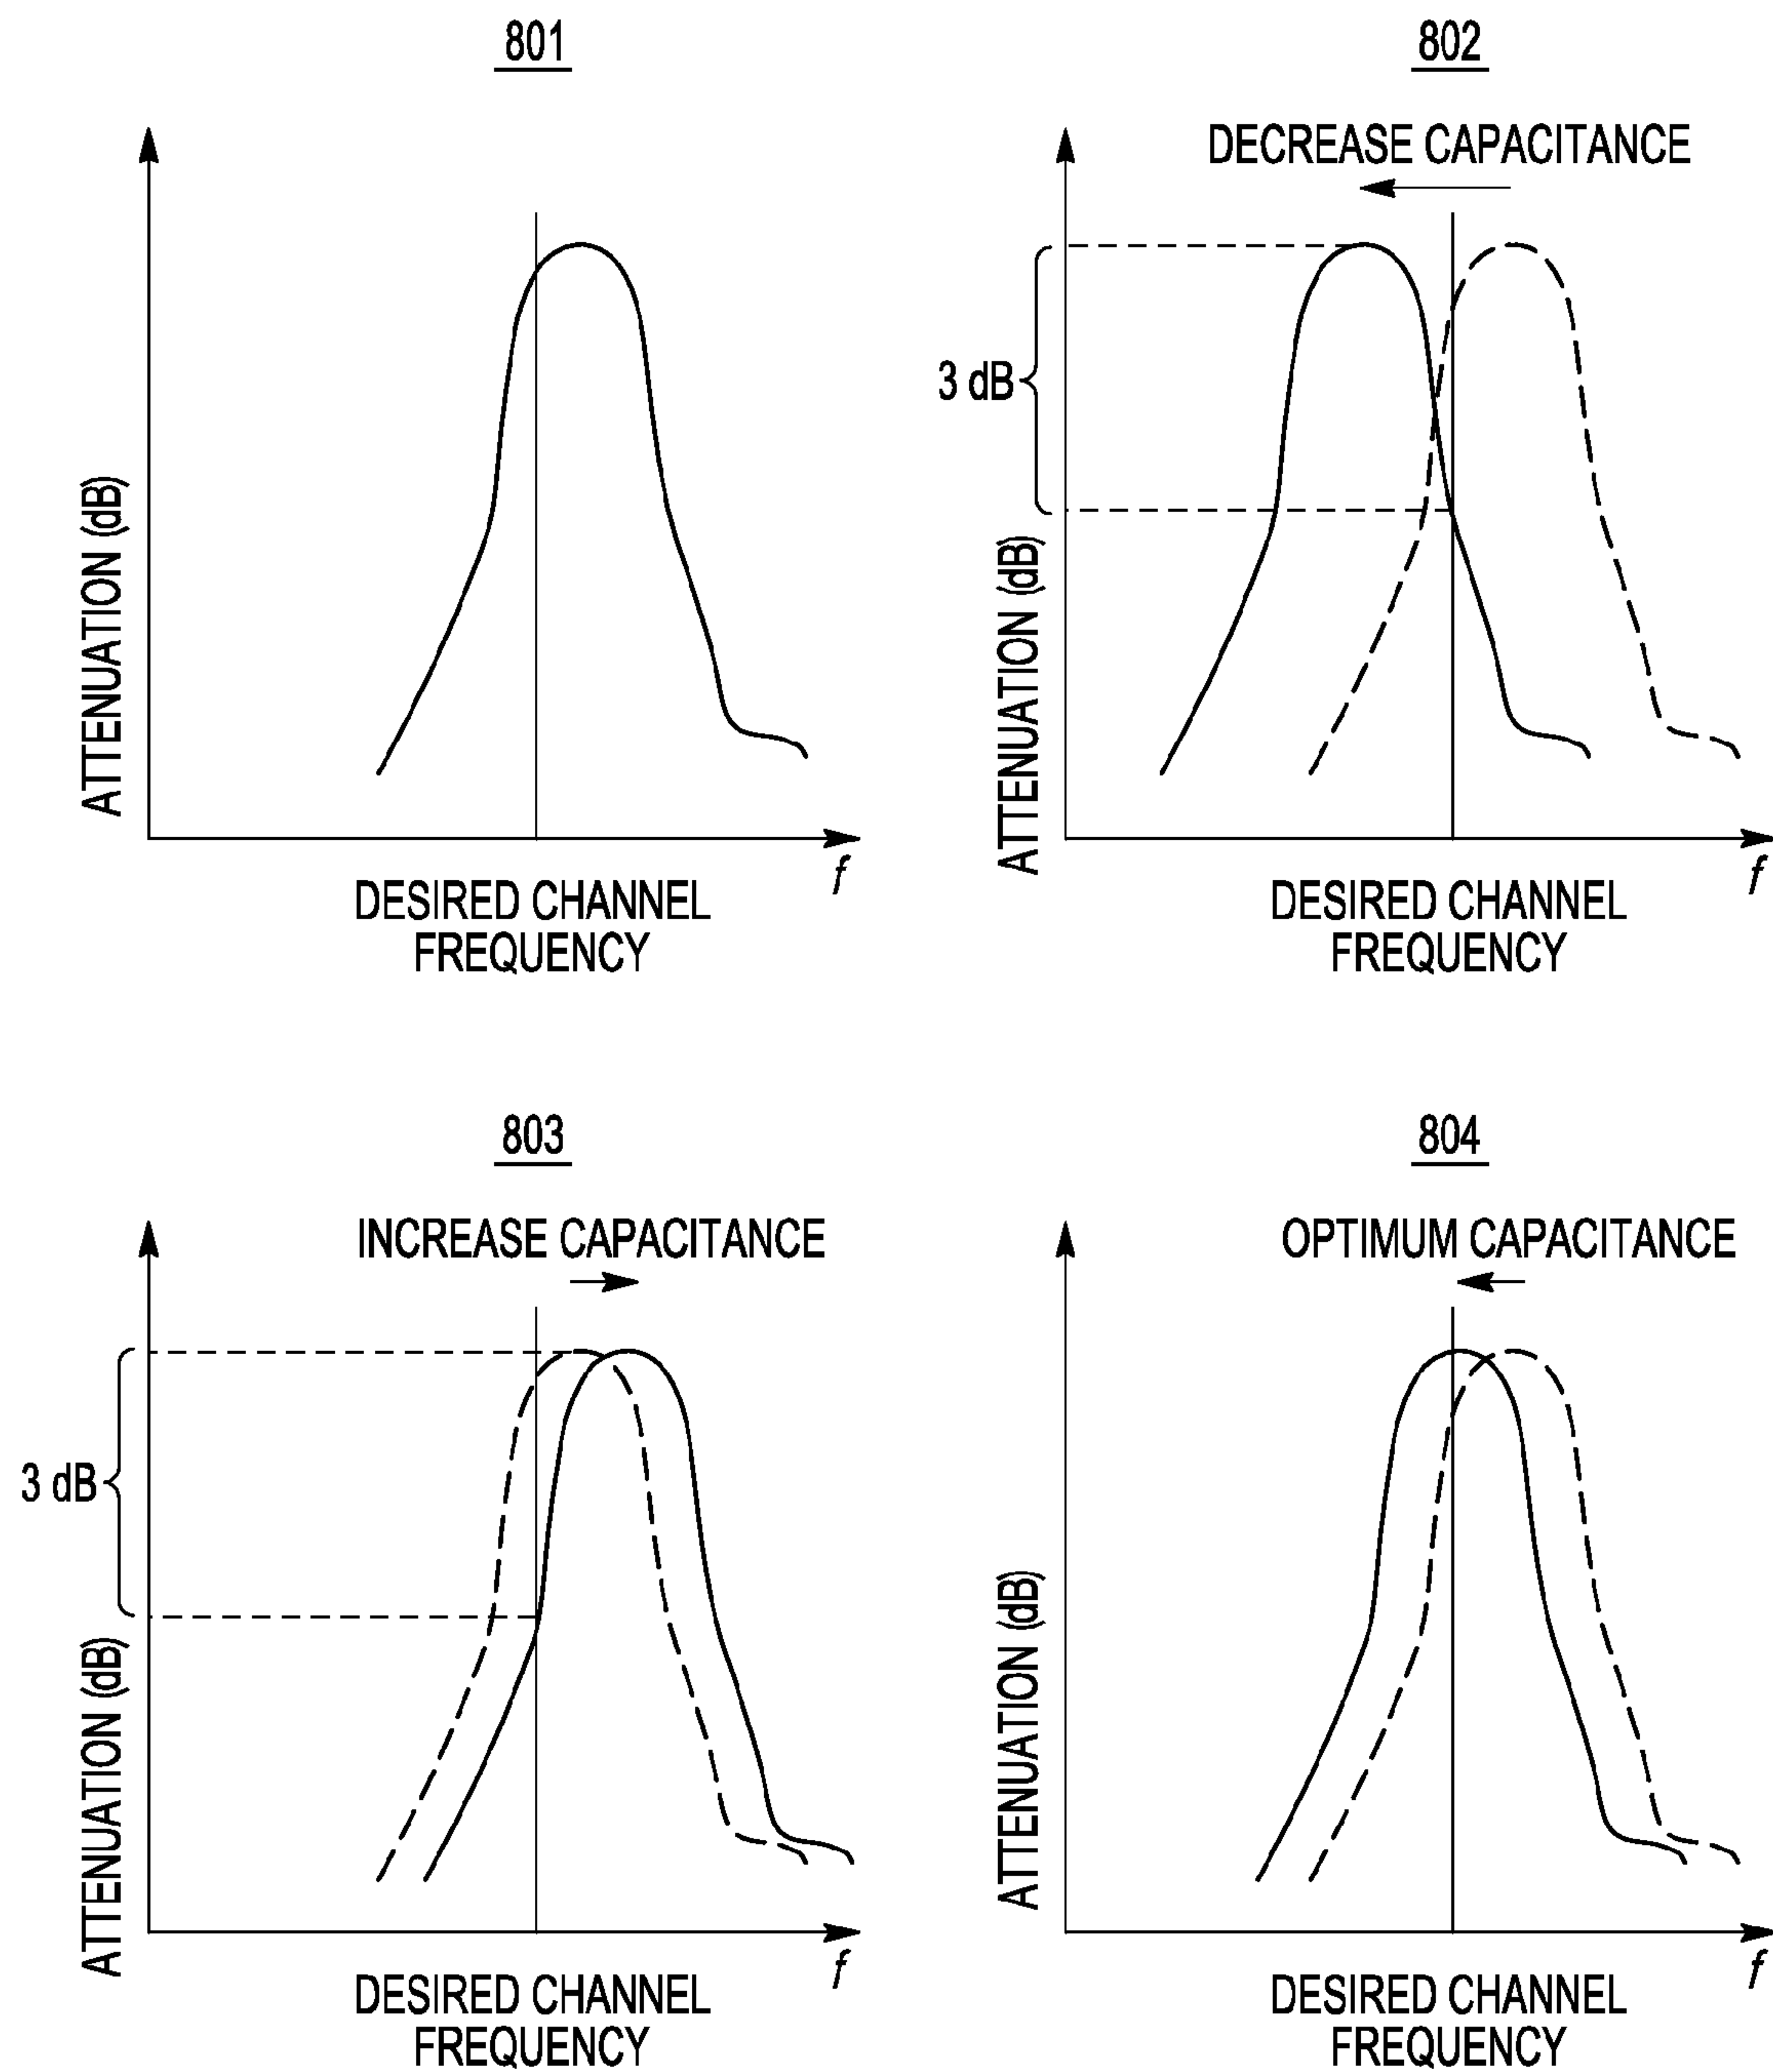 801
ATTENUATION (dB)
f
DESIRED CHANNEL
FREQUENCY
802
DECREASE CAPACITANCE
3 dB
ATTENUATION (dB)
f
DESIRED CHANNEL
FREQUENCY
803
INCREASE CAPACITANCE
3 dB
ATTENUATION (dB)
f
DESIRED CHANNEL
FREQUENCY
804
OPTIMUM CAPACITANCE
ATTENUATION (dB)
f
DESIRED CHANNEL
FREQUENCY